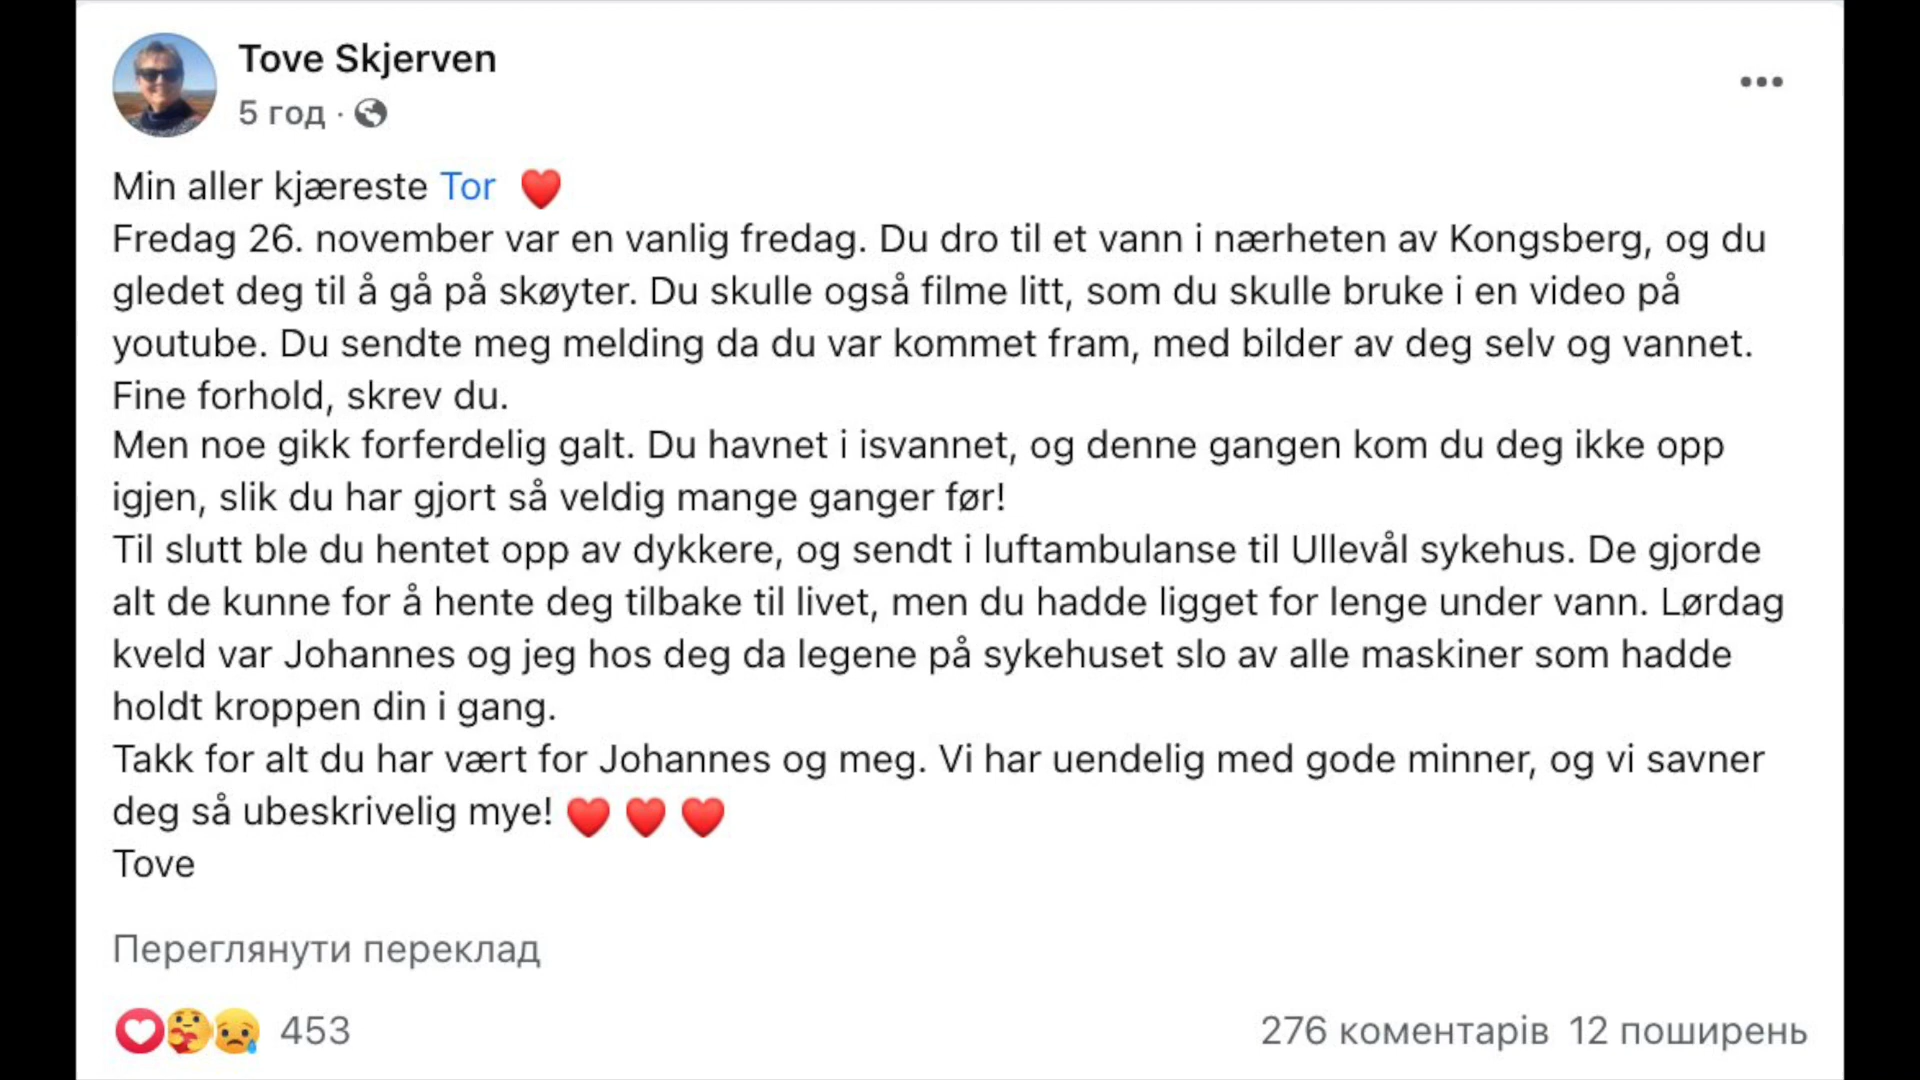 Tove Skjerven
5 год ·
Min aller kjæreste Tor ❤️
Fredag 26. november var en vanlig fredag. Du dro til et vann i nærheten av Kongsberg, og du
gledet deg til å gå på skøyter. Du skulle også filme litt, som du skulle bruke i en video på
youtube. Du sendte meg melding da du var kommet fram, med bilder av deg selv og vannet.
Fine forhold, skrev du.
Men noe gikk forferdelig galt. Du havnet i isvannet, og denne gangen kom du deg ikke opp
igjen, slik du har gjort så veldig mange ganger før!
Til slutt ble du hentet opp av dykkere, og sendt i luftambulanse til Ullevål sykehus. De gjorde
alt de kunne for å hente deg tilbake til livet, men du hadde ligget for lenge under vann. Lørdag
kveld var Johannes og jeg hos deg da legene på sykehuset slo av alle maskiner som hadde
holdt kroppen din i gang.
Takk for alt du har vært for Johannes og meg. Vi har uendelig med gode minner, og vi savner
deg så ubeskrivelig mye! ❤️ ❤️ ❤️
Tove
Переглянути переклад
453
276 коментарів 12 поширень